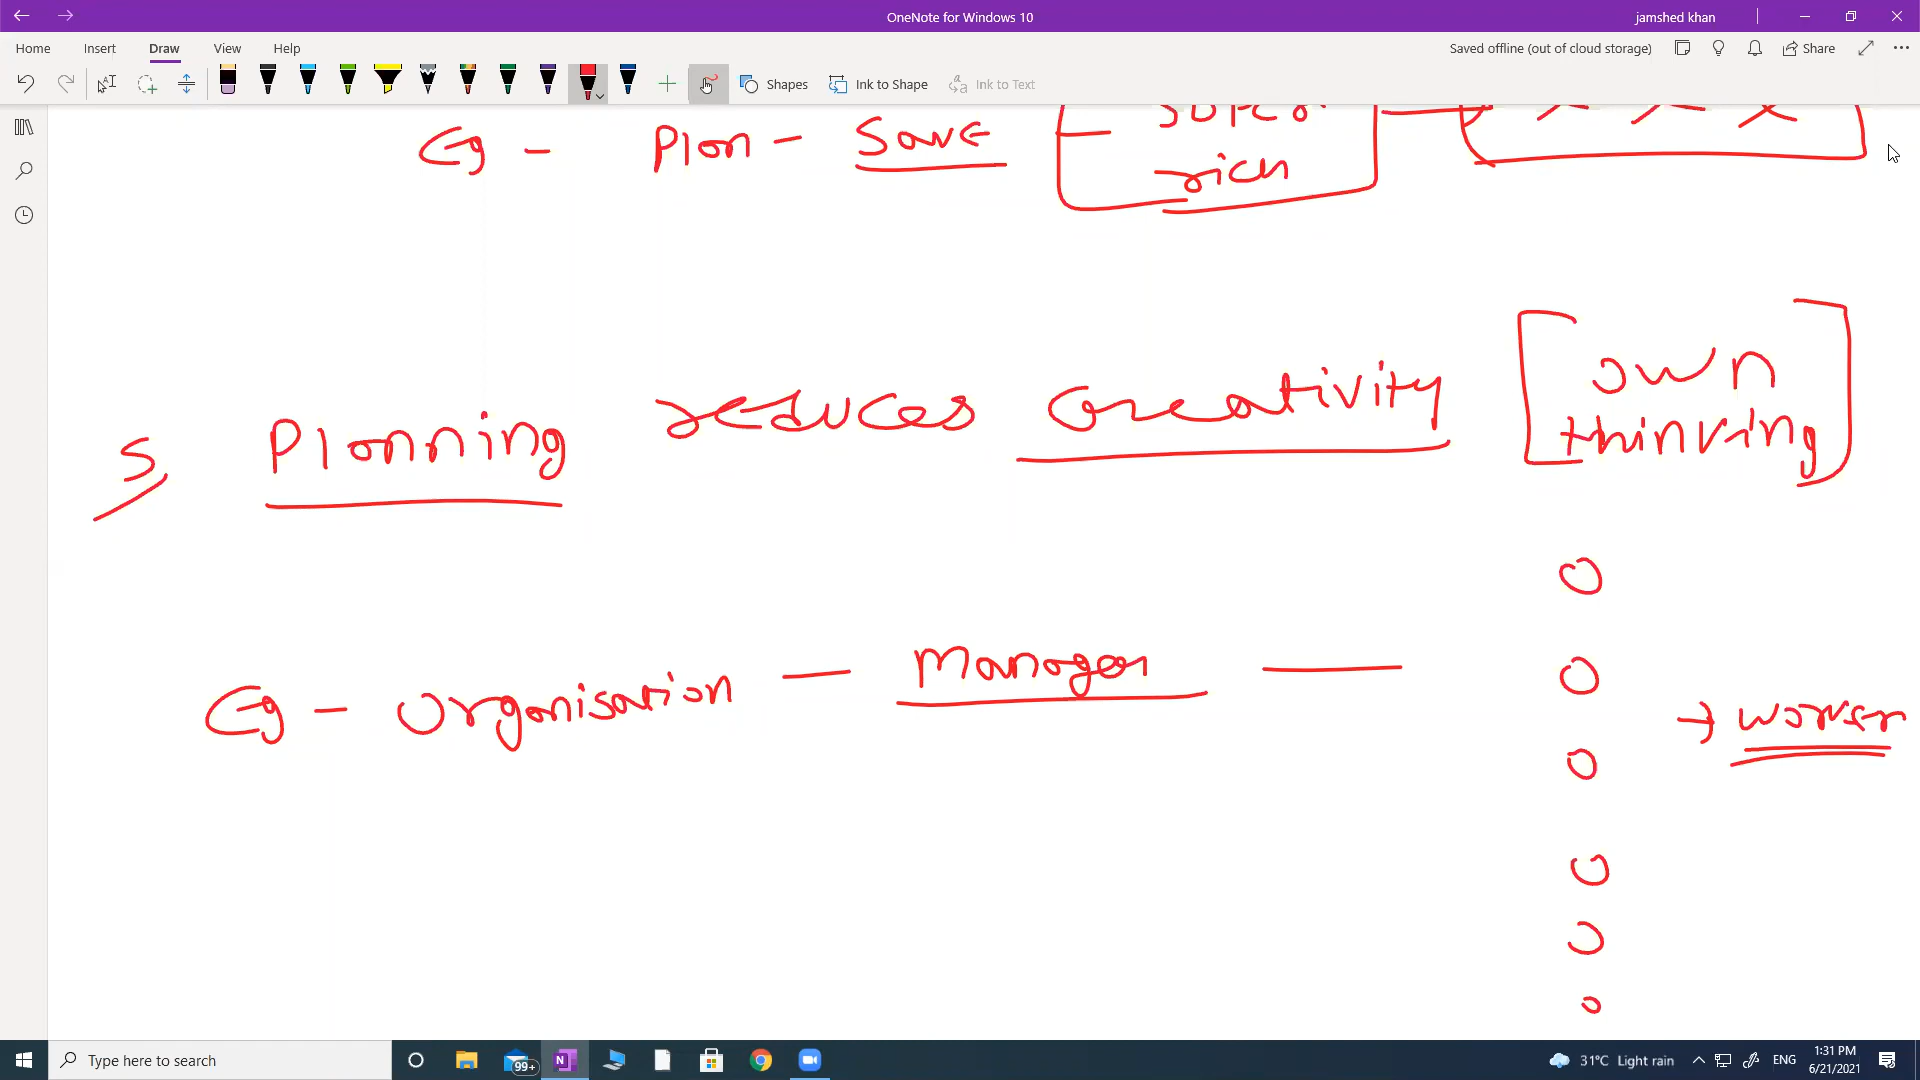 OneNote for Windows 10
jamshed khan
Home Insert Draw View Help
Saved offline (out of cloud storage) Share
Shapes Ink to Shape Ink to Text
Eg - Plan - Save
rich
5 Planning reduces creativity [own
thinking]
Eg - Organisation — Manager —
→ worker
Type here to search
99+
31°C Light rain
ENG
1:31 PM
6/21/2021